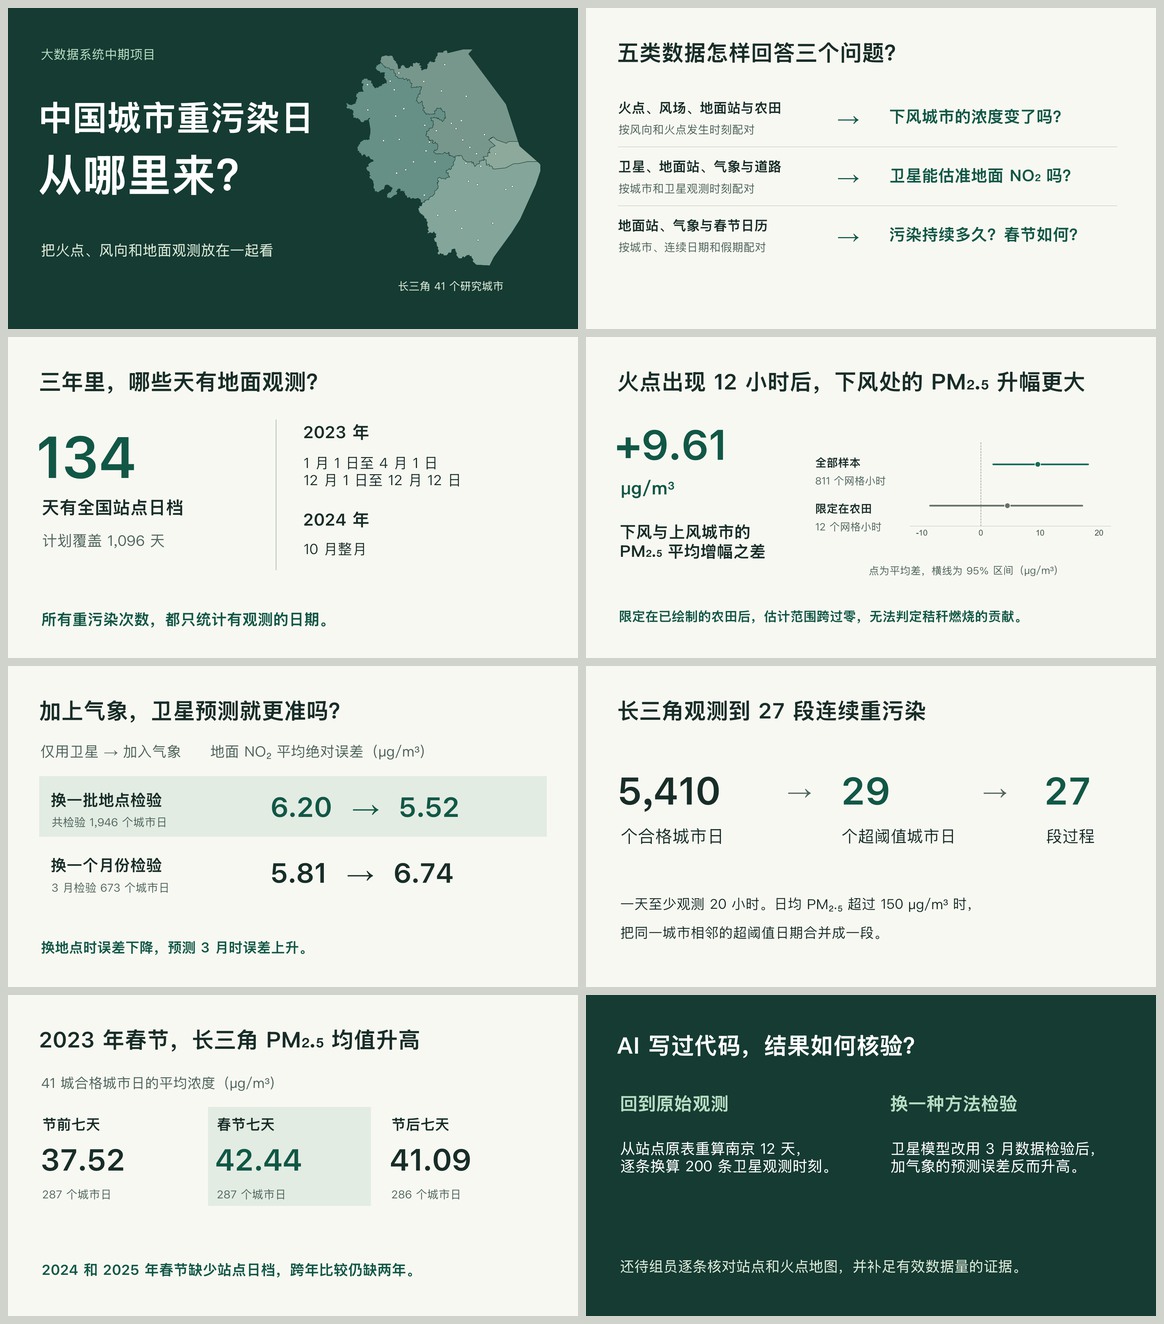 大数据系统中期项目
中国城市重污染日
从哪里来?
把火点、风向和地面观测放在一起看
长三角 41 个研究城市
五类数据怎样回答三个问题?
火点、风场、地面站与农田
按风向和火点发生时刻配对
→
下风城市的浓度变了吗?
卫星、地面站、气象与道路
按城市和卫星观测时刻配对
→
卫星能估准地面 NO₂ 吗?
地面站、气象与春节日历
按城市、连续日期和假期配对
→
污染持续多久? 春节如何?
三年里，哪些天有地面观测?
134
天有全国站点日档
计划覆盖 1,096 天
2023 年
1 月 1 日至 4 月 1 日
12 月 1 日至 12 月 12 日
2024 年
10 月整月
所有重污染次数，都只统计有观测的日期。
火点出现 12 小时后，下风处的 PM₂.₅ 升幅更大
+9.61
μg/m³
下风与上风城市的
PM₂.₅ 平均增幅之差
全部样本
811 个网格小时
限定在农田
12 个网格小时
-10 0 10 20
点为平均差，横线为 95% 区间（μg/m³）
限定在已绘制的农田后，估计范围跨过零，无法判定秸秆燃烧的贡献。
加上气象，卫星预测就更准吗?
仅用卫星 → 加入气象 地面 NO₂ 平均绝对误差（μg/m³）
换一批地点检验
共检验 1,946 个城市日
6.20 → 5.52
换一个月份检验
3 月检验 673 个城市日
5.81 → 6.74
换地点时误差下降，预测 3 月时误差上升。
长三角观测到 27 段连续重污染
5,410 → 29 → 27
个合格城市日 个超阈值城市日 段过程
一天至少观测 20 小时。日均 PM₂.₅ 超过 150 μg/m³ 时，
把同一城市相邻的超阈值日期合并成一段。
2023 年春节，长三角 PM₂.₅ 均值升高
41 城合格城市日的平均浓度（μg/m³）
节前七天
37.52
287 个城市日
春节七天
42.44
287 个城市日
节后七天
41.09
286 个城市日
2024 和 2025 年春节缺少站点日档，跨年比较仍缺两年。
AI 写过代码，结果如何核验?
回到原始观测
从站点原表重算南京 12 天，
逐条换算 200 条卫星观测时刻。
换一种方法检验
卫星模型改用 3 月数据检验后，
加气象的预测误差反而升高。
还待组员逐条核对站点和火点地图，并补足有效数据量的证据。